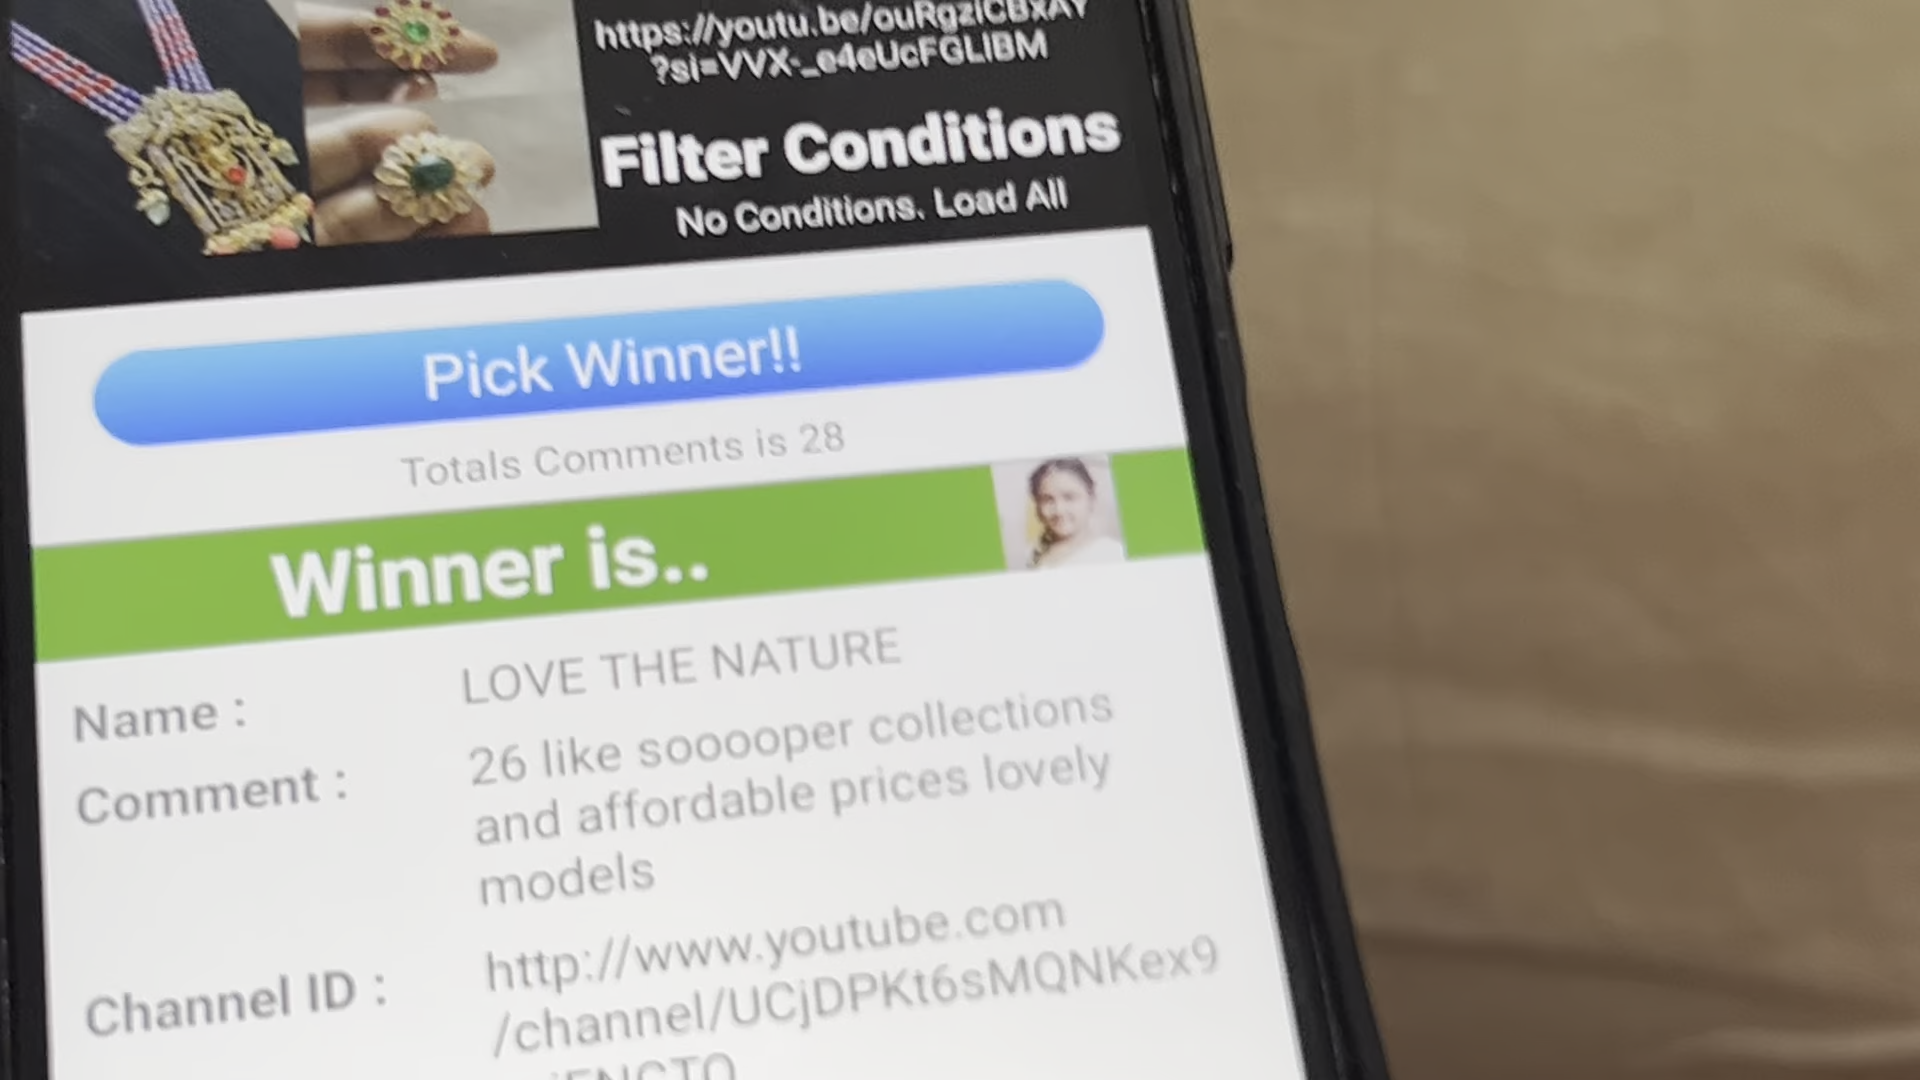 https://youtu.be/ouRgzICBxAY
?si=VVX-_e4eUcFGLIBM
Filter Conditions
No Conditions. Load All
Pick Winner!!
Totals Comments is 28
Winner is..
Name : LOVE THE NATURE
Comment : 26 like sooooper collections
and affordable prices lovely
models
Channel ID : http://www.youtube.com
/channel/UCjDPKt6sMQNKex9